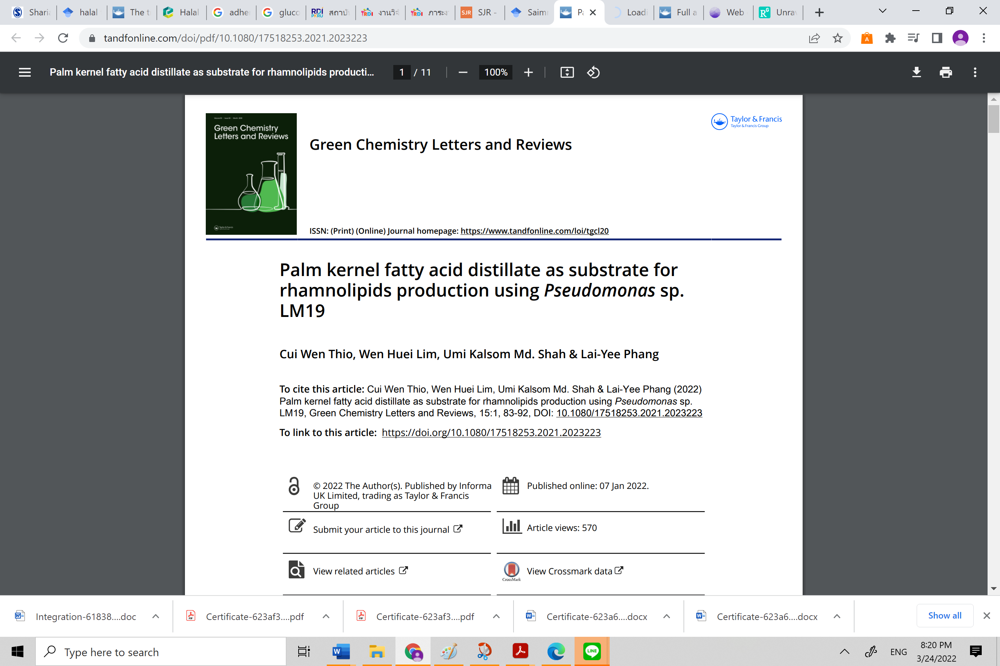 Sharia
halal
The t
Halal
adhe
gluco
สถาบั
งานวิจั
ภาระง
SJR -
Saim
Pa
Loadi
Full a
Web
Unra
tandfonline.com/doi/pdf/10.1080/17518253.2021.2023223
Palm kernel fatty acid distillate as substrate for rhamnolipids producti...
1 / 11
100%
Green Chemistry
Letters and Reviews
Taylor & Francis
Taylor & Francis Group
Green Chemistry Letters and Reviews
ISSN: (Print) (Online) Journal homepage: https://www.tandfonline.com/loi/tgcl20
Palm kernel fatty acid distillate as substrate for
rhamnolipids production using Pseudomonas sp.
LM19
Cui Wen Thio, Wen Huei Lim, Umi Kalsom Md. Shah & Lai-Yee Phang
To cite this article: Cui Wen Thio, Wen Huei Lim, Umi Kalsom Md. Shah & Lai-Yee Phang (2022)
Palm kernel fatty acid distillate as substrate for rhamnolipids production using Pseudomonas sp.
LM19, Green Chemistry Letters and Reviews, 15:1, 83-92, DOI: 10.1080/17518253.2021.2023223
To link to this article: https://doi.org/10.1080/17518253.2021.2023223
© 2022 The Author(s). Published by Informa
UK Limited, trading as Taylor & Francis
Group
Published online: 07 Jan 2022.
Submit your article to this journal
Article views: 570
View related articles
View Crossmark data
CrossMark
Integration-61838....doc
Certificate-623af3....pdf
Certificate-623af3....pdf
Certificate-623a6....docx
Certificate-623a6....docx
Show all
Type here to search
LINE
ENG
8:20 PM
3/24/2022